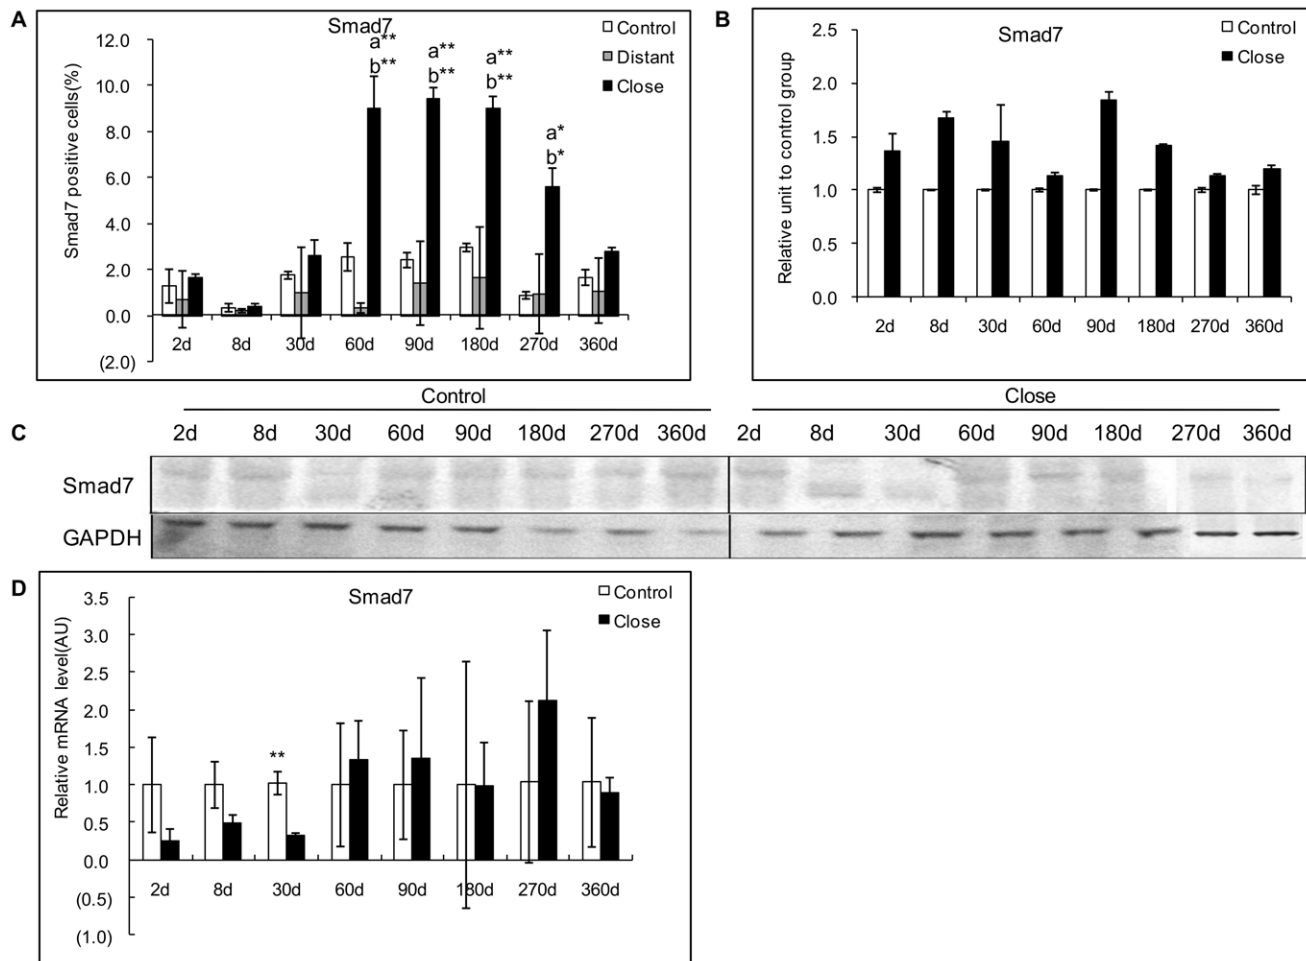 A
Smad7
Control
Distant
Close
Smad7 positive cells(%)
12.0
10.0
8.0
6.0
4.0
2.0
0.0
(2.0)
a**
b**
a**
b**
a**
b**
a*
b*
2d 8d 30d 60d 90d 180d 270d 360d
B
Smad7
Control
Close
Relative unit to control group
2.5
2.0
1.5
1.0
0.5
0.0
2d 8d 30d 60d 90d 180d 270d 360d
Control Close
C
2d 8d 30d 60d 90d 180d 270d 360d 2d 8d 30d 60d 90d 180d 270d 360d
Smad7
GAPDH
D
Smad7
Control
Close
Relative mRNA level(AU)
3.5
3.0
2.5
2.0
1.5
1.0
0.5
0.0
(0.5)
(1.0)
**
2d 8d 30d 60d 90d 180d 270d 360d